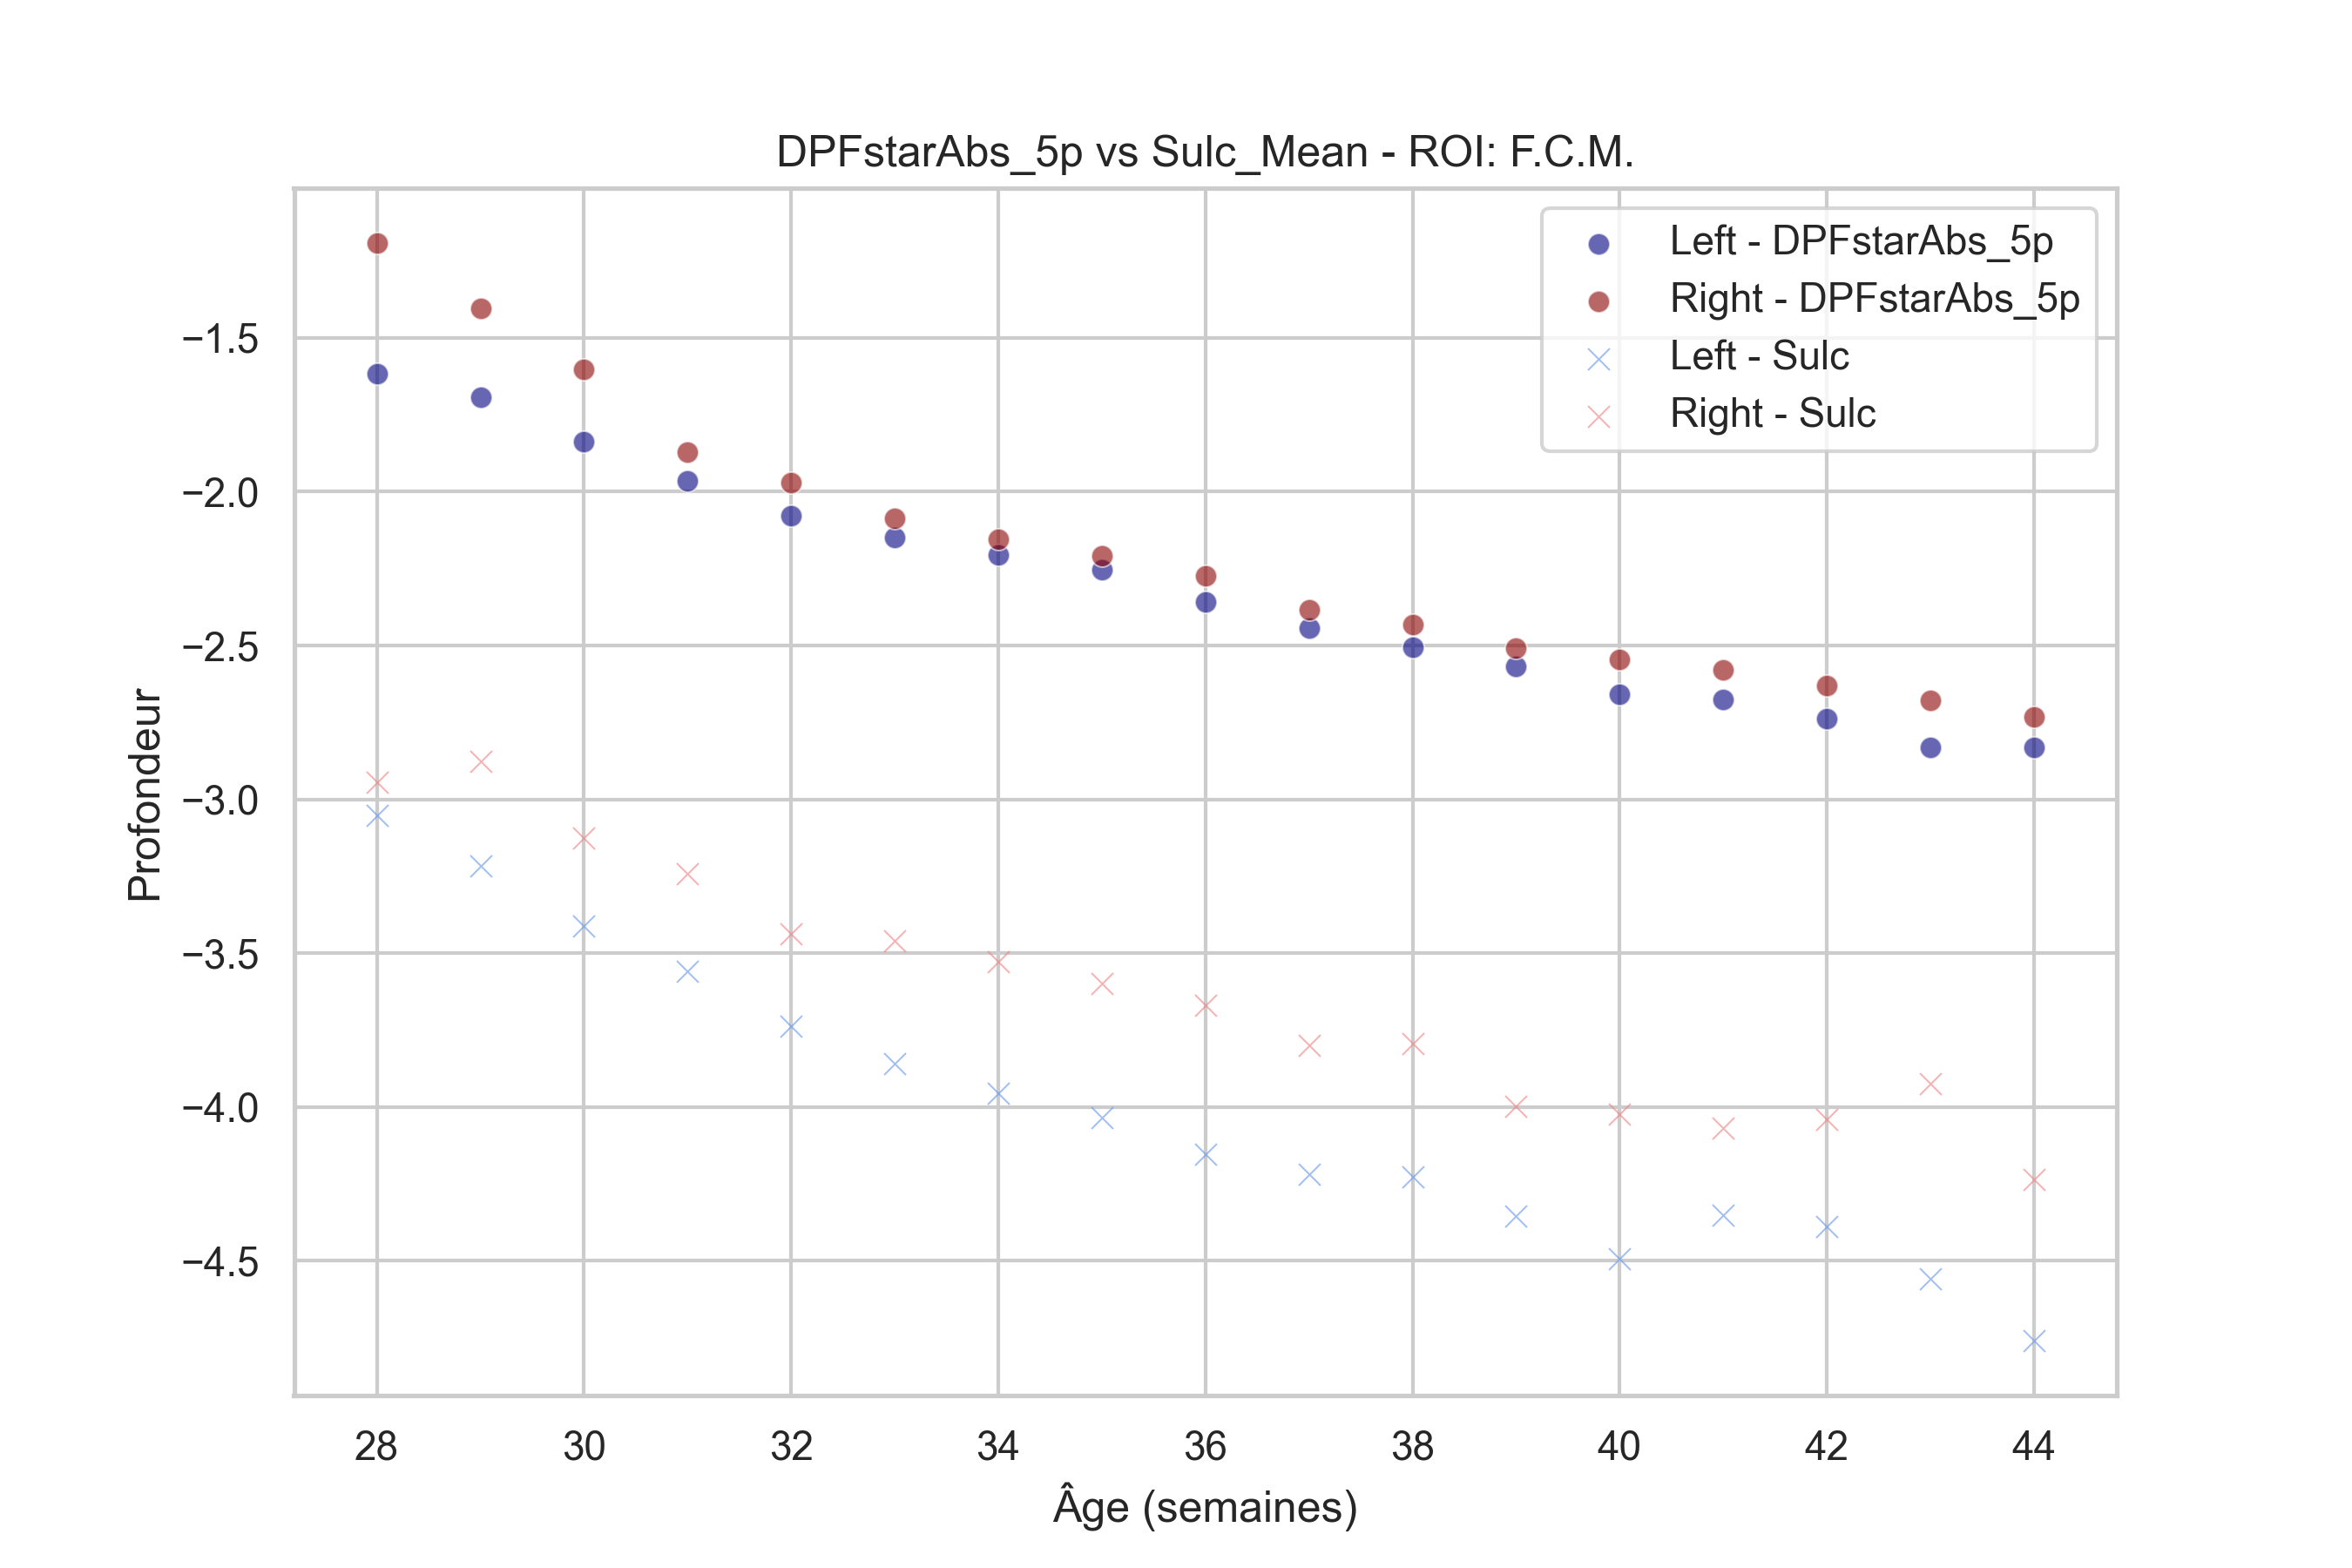 DPFstarAbs_5p vs Sulc_Mean - ROI: F.C.M.
Left - DPFstarAbs_5p
Right - DPFstarAbs_5p
Left - Sulc
Right - Sulc
−1.5
−2.0
−2.5
−3.0
−3.5
−4.0
−4.5
Profondeur
28 30 32 34 36 38 40 42 44
Âge (semaines)